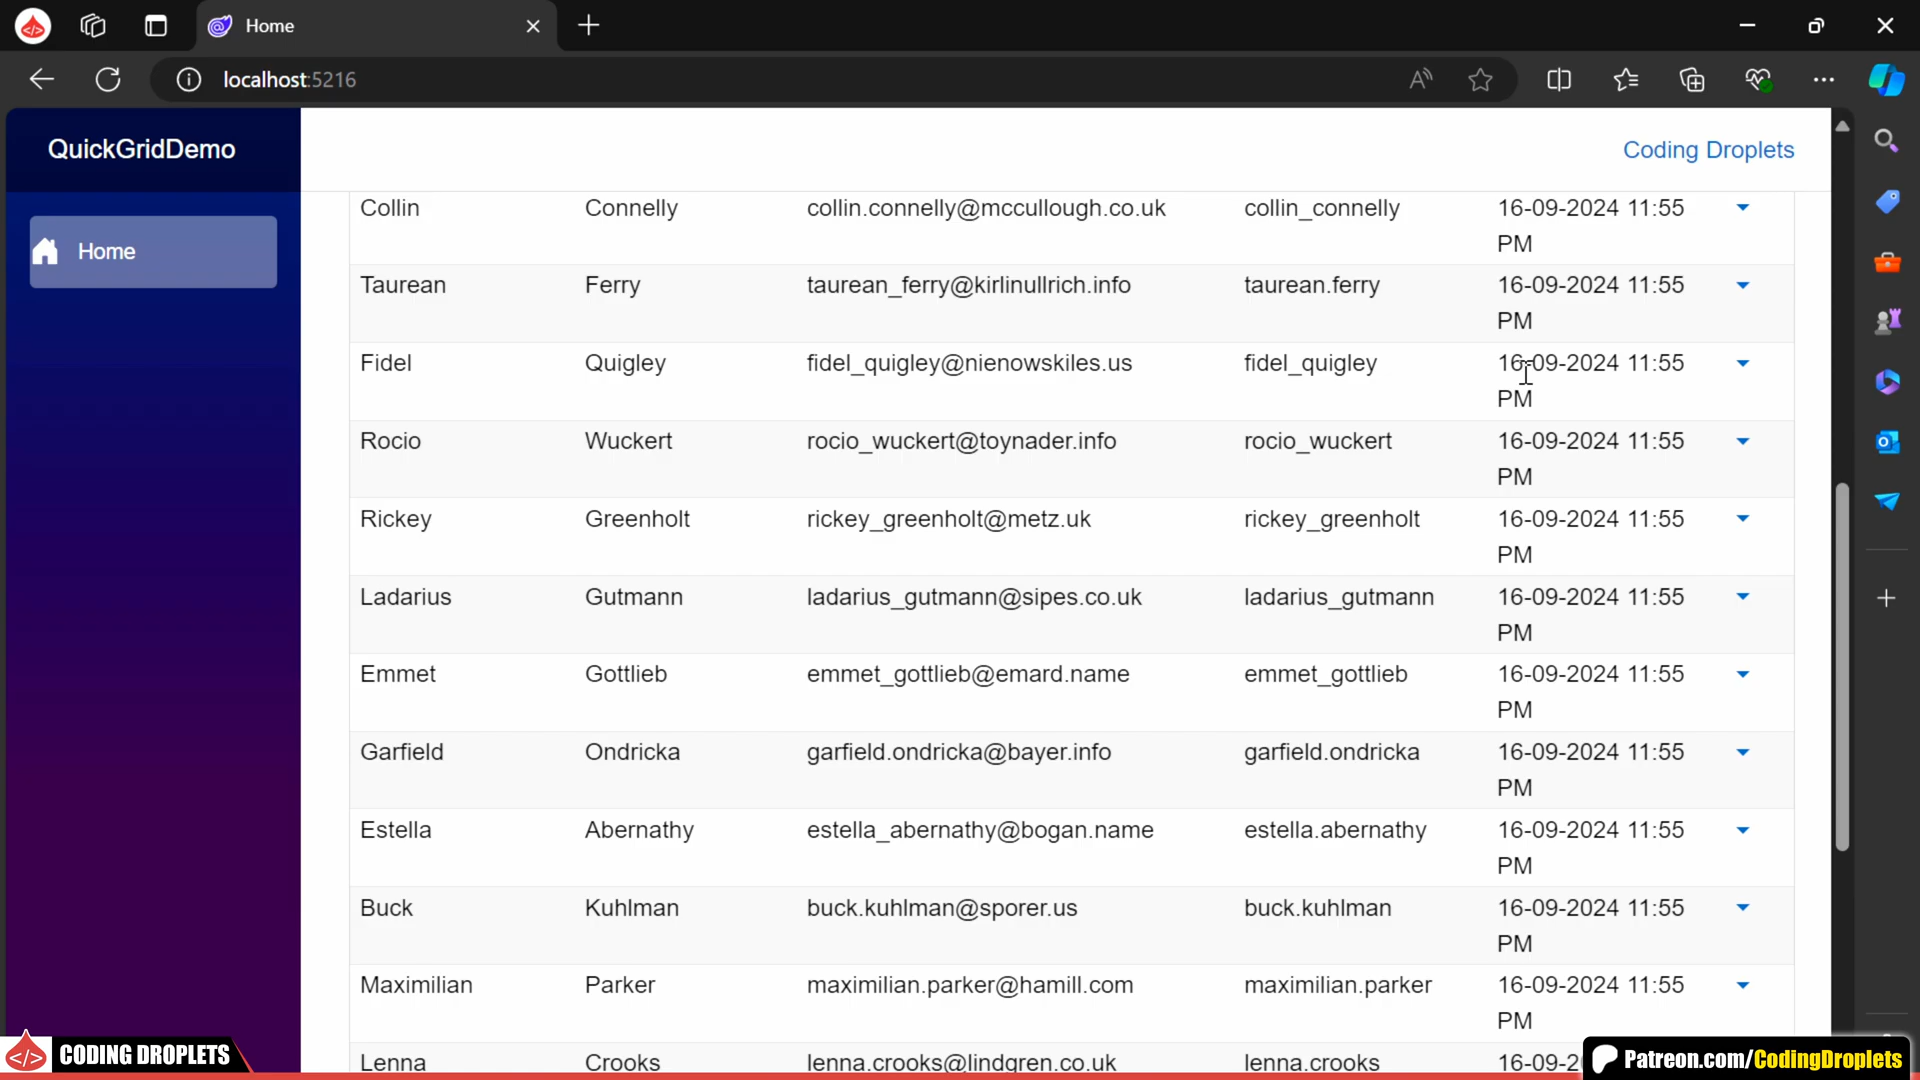 Home
localhost:5216
QuickGridDemo
Coding Droplets
Home
Collin Connelly collin.connelly@mccullough.co.uk collin_connelly 16-09-2024 11:55
PM
Taurean Ferry taurean_ferry@kirlinullrich.info taurean.ferry 16-09-2024 11:55
PM
Fidel Quigley fidel_quigley@nienowskiles.us fidel_quigley 16-09-2024 11:55
PM
Rocio Wuckert rocio_wuckert@toynader.info rocio_wuckert 16-09-2024 11:55
PM
Rickey Greenholt rickey_greenholt@metz.uk rickey_greenholt 16-09-2024 11:55
PM
Ladarius Gutmann ladarius_gutmann@sipes.co.uk ladarius_gutmann 16-09-2024 11:55
PM
Emmet Gottlieb emmet_gottlieb@emard.name emmet_gottlieb 16-09-2024 11:55
PM
Garfield Ondricka garfield.ondricka@bayer.info garfield.ondricka 16-09-2024 11:55
PM
Estella Abernathy estella_abernathy@bogan.name estella.abernathy 16-09-2024 11:55
PM
Buck Kuhlman buck.kuhlman@sporer.us buck.kuhlman 16-09-2024 11:55
PM
Maximilian Parker maximilian.parker@hamill.com maximilian.parker 16-09-2024 11:55
PM
Lenna Crooks lenna.crooks@lindgren.co.uk lenna.crooks
CODING DROPLETS
Patreon.com/CodingDroplets